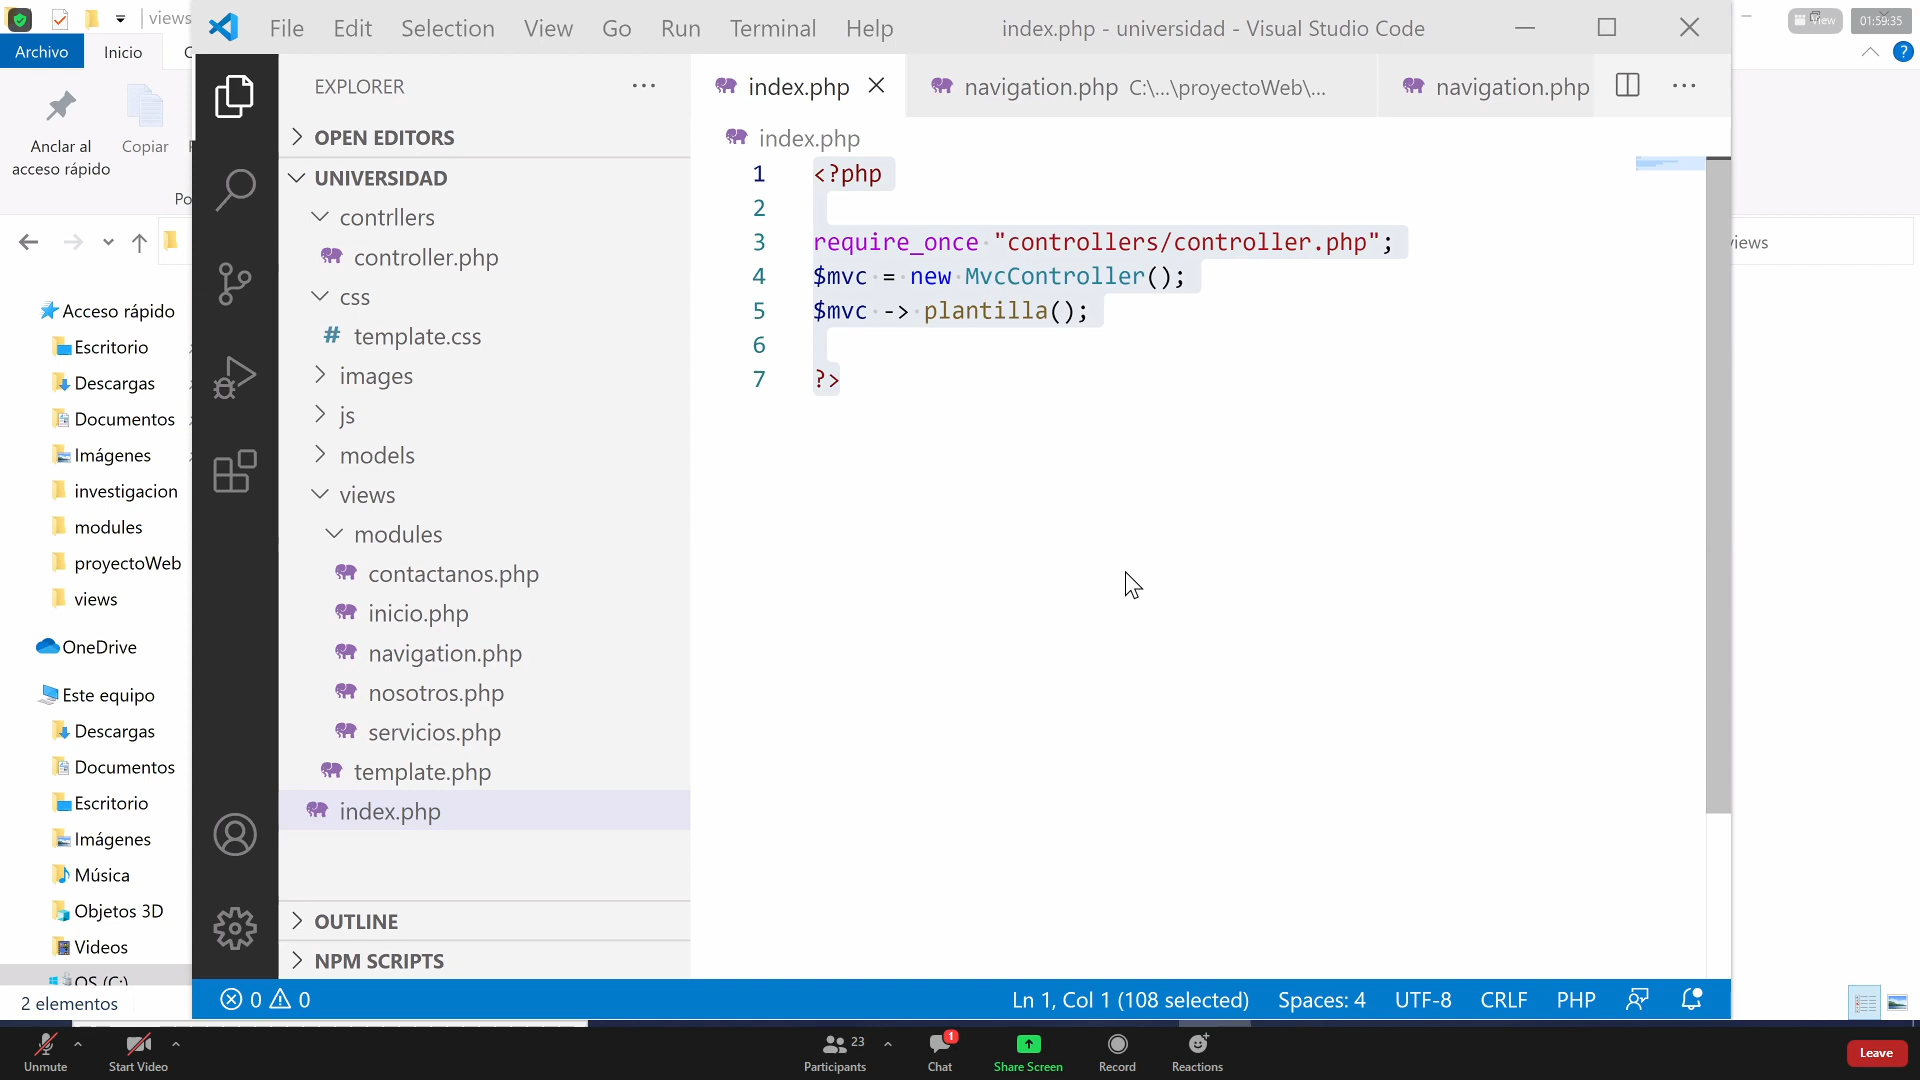 views
View
01:59:35
File Edit Selection View Go Run Terminal Help
index.php - universidad - Visual Studio Code
Archivo Inicio
Anclar al
acceso rápido
Copiar
EXPLORER
index.php
navigation.php C:\...\proyectoWeb\...
navigation.php
index.php
OPEN EDITORS
UNIVERSIDAD
contrllers
controller.php
css
template.css
images
js
models
views
modules
contactanos.php
inicio.php
navigation.php
nosotros.php
servicios.php
template.php
index.php
OUTLINE
NPM SCRIPTS
1 <?php
2
3 require_once "controllers/controller.php";
4 $mvc = new MvcController();
5 $mvc -> plantilla();
6
7 ?>
Acceso rápido
Escritorio
Descargas
Documentos
Imágenes
investigacion
modules
proyectoWeb
views
OneDrive
Este equipo
Descargas
Documentos
Escritorio
Imágenes
Música
Objetos 3D
Videos
OS (C:)
2 elementos
0 0
Ln 1, Col 1 (108 selected) Spaces: 4 UTF-8 CRLF PHP
Unmute
Start Video
Participants 23
Chat 1
Share Screen
Record
Reactions
Leave